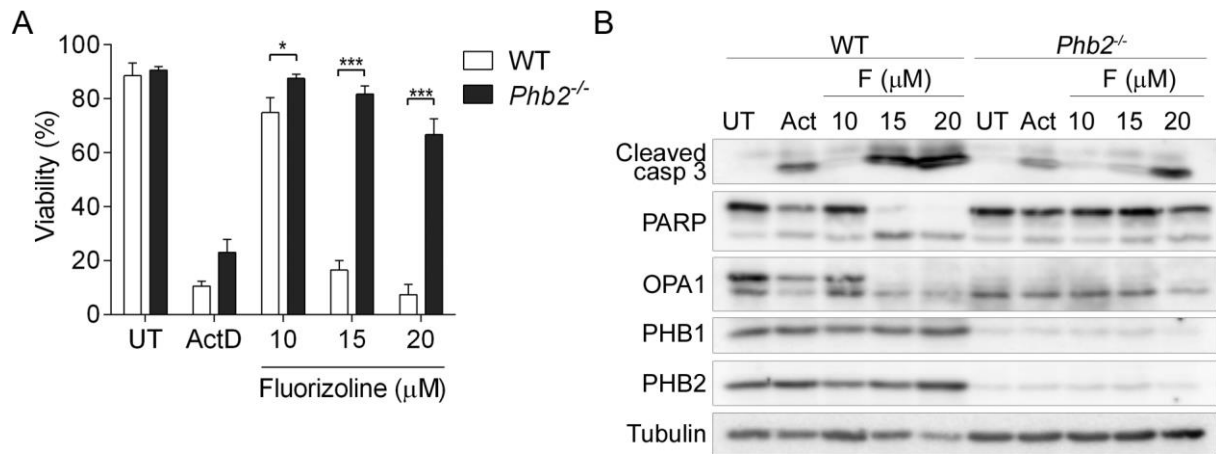 A
Viability (%)
100
80
60
40
20
0
* *** ***
WT
Phb2-/-
UT ActD 10 15 20
Fluorizoline (μM)
B
WT Phb2-/-
F (μM) F (μM)
UT Act 10 15 20 UT Act 10 15 20
Cleaved
casp 3
PARP
OPA1
PHB1
PHB2
Tubulin